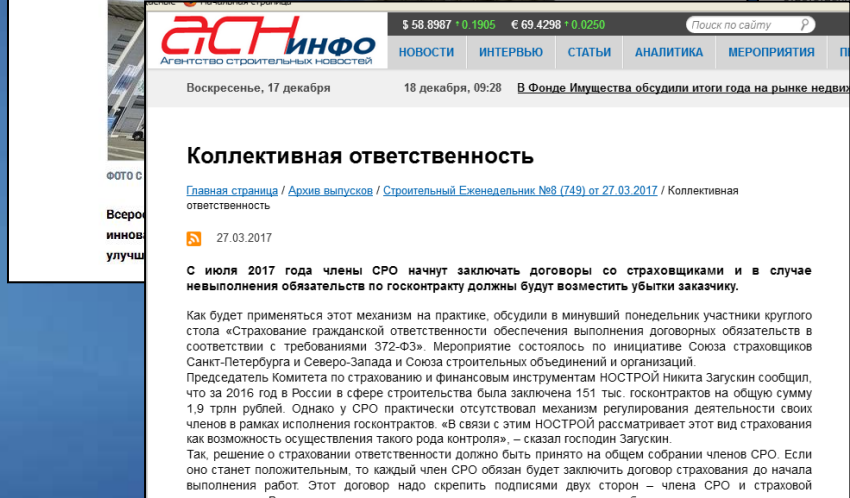 Начальная страница
$ 58.8987 ↑ 0.1905 € 69.4298 ↑ 0.0250 Поиск по сайту
АСН ИНФО
Агентство строительных новостей
НОВОСТИ ИНТЕРВЬЮ СТАТЬИ АНАЛИТИКА МЕРОПРИЯТИЯ
Воскресенье, 17 декабря 18 декабря, 09:28 В Фонде Имущества обсудили итоги года на рынке
Коллективная ответственность
ФОТО С
Главная страница / Архив выпусков / Строительный Еженедельник №8 (749) от 27.03.2017 / Коллективная
ответственность
Всеро
иннов
улучш
27.03.2017
С июля 2017 года члены СРО начнут заключать договоры со страховщиками и в случае
невыполнения обязательств по госконтракту должны будут возместить убытки заказчику.
Как будет применяться этот механизм на практике, обсудили в минувший понедельник участники круглого
стола «Страхование гражданской ответственности обеспечения выполнения договорных обязательств в
соответствии с требованиями 372-ФЗ». Мероприятие состоялось по инициативе Союза страховщиков
Санкт-Петербурга и Северо-Запада и Союза строительных объединений и организаций.
Председатель Комитета по страхованию и финансовым инструментам НОСТРОЙ Никита Загускин сообщил,
что за 2016 год в России в сфере строительства была заключена 151 тыс. госконтрактов на общую сумму
1,9 трлн рублей. Однако у СРО практически отсутствовал механизм регулирования деятельности своих
членов в рамках исполнения госконтрактов. «В связи с этим НОСТРОЙ рассматривает этот вид страхования
как возможность осуществления такого рода контроля», – сказал господин Загускин.
Так, решение о страховании ответственности должно быть принято на общем собрании членов СРО. Если
оно станет положительным, то каждый член СРО обязан будет заключить договор страхования до начала
выполнения работ. Этот договор надо скрепить подписями двух сторон – члена СРО и страховой